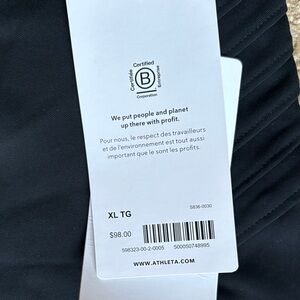 Certified
Certifiée
B
Corporation
Entreprise
We put people and planet
up there with profit.
Pour nous, le respect des travailleurs
et de l'environnement est tout aussi
important que le sont les profits.
5836-0030
XL TG
$98.00
598323-00-2-0005 500050748995
WWW.ATHLETA.COM